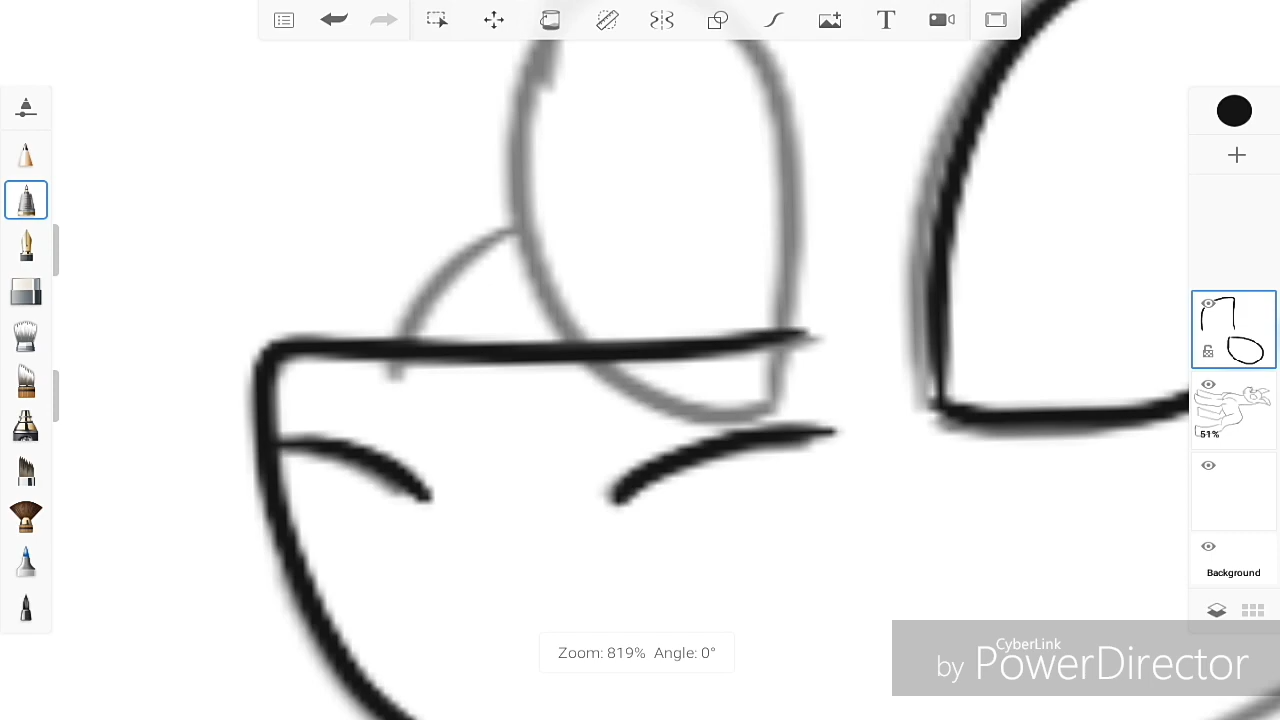 T
51%
Background
Zoom: 819% Angle: 0°
CyberLink
by PowerDirector